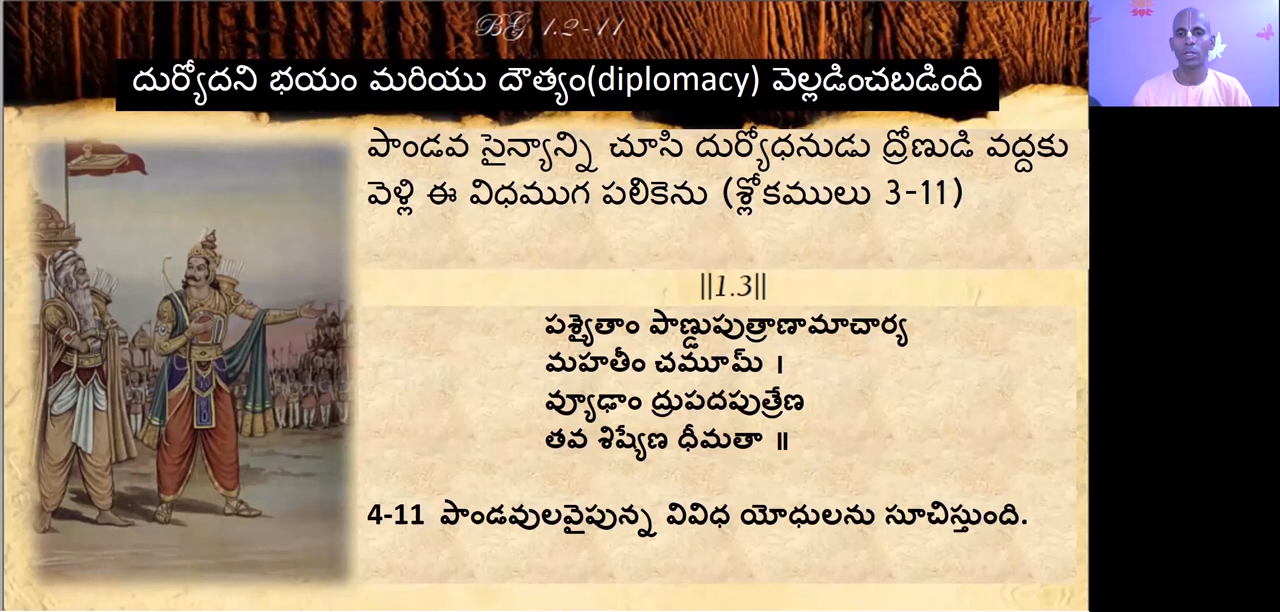 BG 1.2-11
దుర్యోదని భయం మరియు దౌత్యం(diplomacy) వెల్లడించబడింది
పాండవ సైన్యాన్ని చూసి దుర్యోధనుడు ద్రోణుడి వద్దకు
వెళ్లి ఈ విధముగ పలికెను (శ్లోకములు 3-11)
||1.3||
పశ్యైతాం పాణ్డుపుత్రాణామాచార్య
మహతీం చమూమ్ ।
వ్యూఢాం ద్రుపదపుత్రేణ
తవ శిష్యేణ ధీమతా ॥
4-11 పాండవులవైపున్న వివిధ యోధులను సూచిస్తుంది.